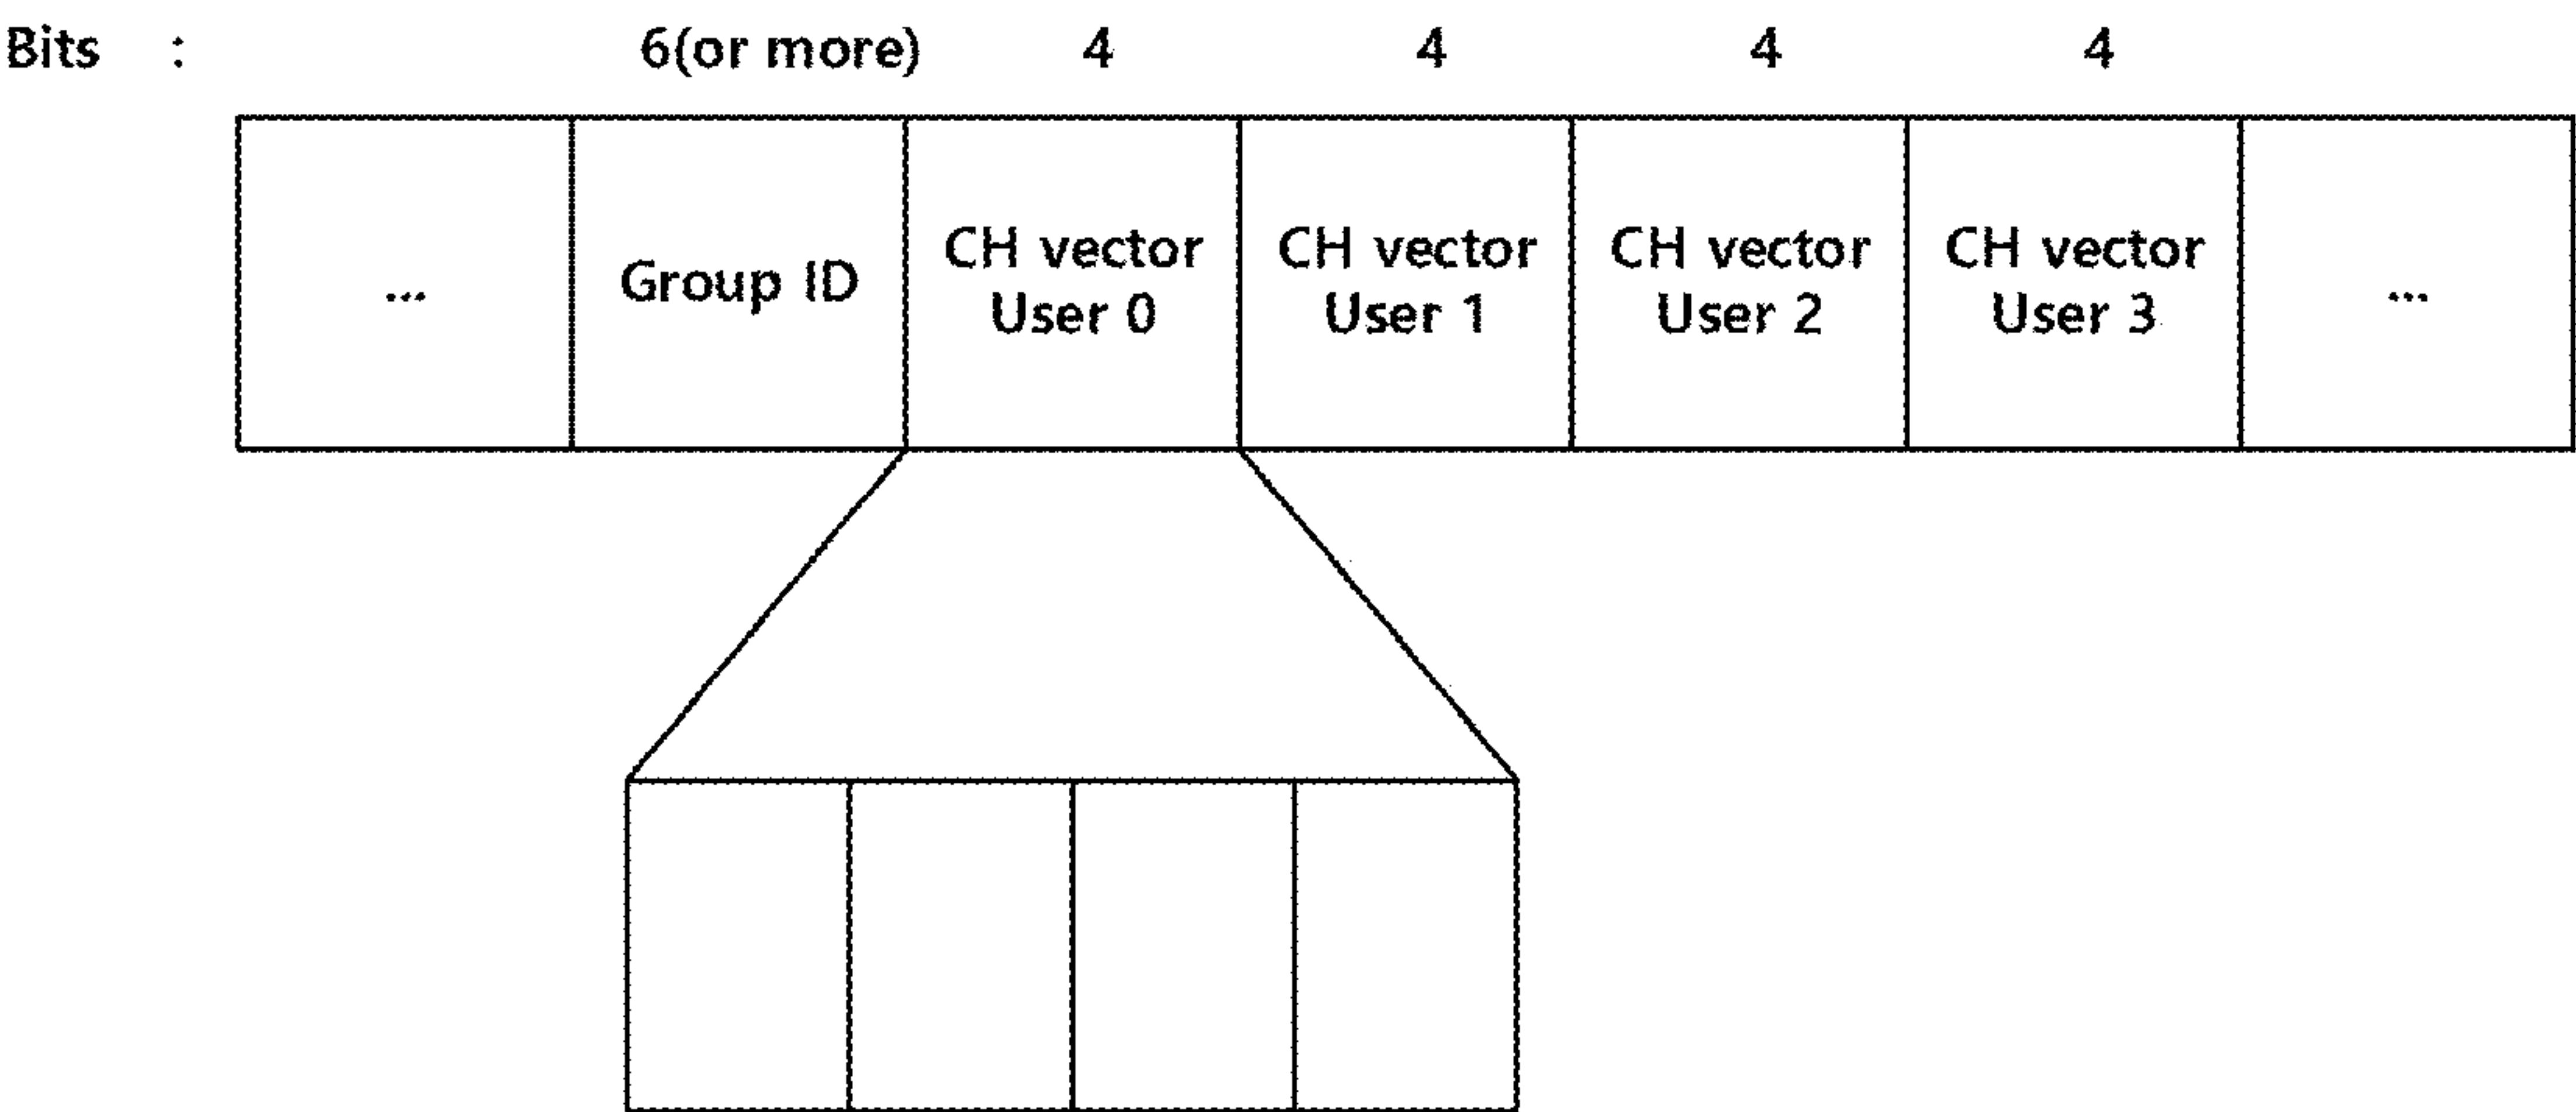 Bits : 6(or more) 4 4 4 4
... Group ID CH vector User 0 CH vector User 1 CH vector User 2 CH vector User 3 ...